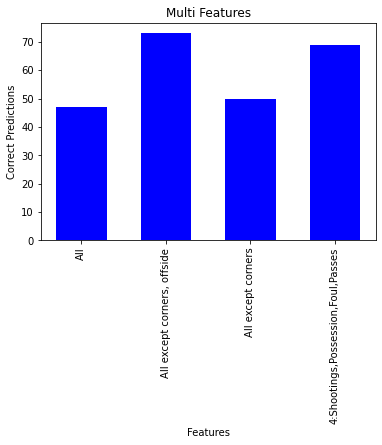 Multi Features
Correct Predictions
70
60
50
40
30
20
10
0
All
All except corners, offside
All except corners
4:Shootings,Possession,Foul,Passes
Features